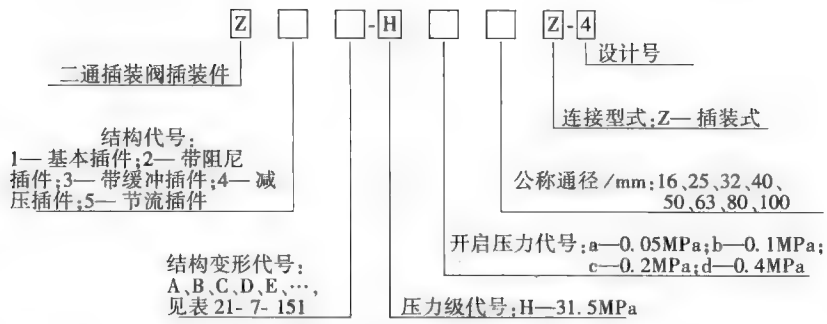 Z □ □-H □ □ Z-4
设计号
二通插装阀插装件
连接型式:Z—插装式
结构代号:
1—基本插件;2—带阻尼
插件;3—带缓冲插件;4—减
压插件;5—节流插件
公称通径/mm:16、25、32、40、
50、63、80、100
开启压力代号:a—0.05MPa;b—0.1MPa;
c—0.2MPa;d—0.4MPa
结构变形代号:
A、B、C、D、E、…,
见表21-7-151
压力级代号:H—31.5MPa